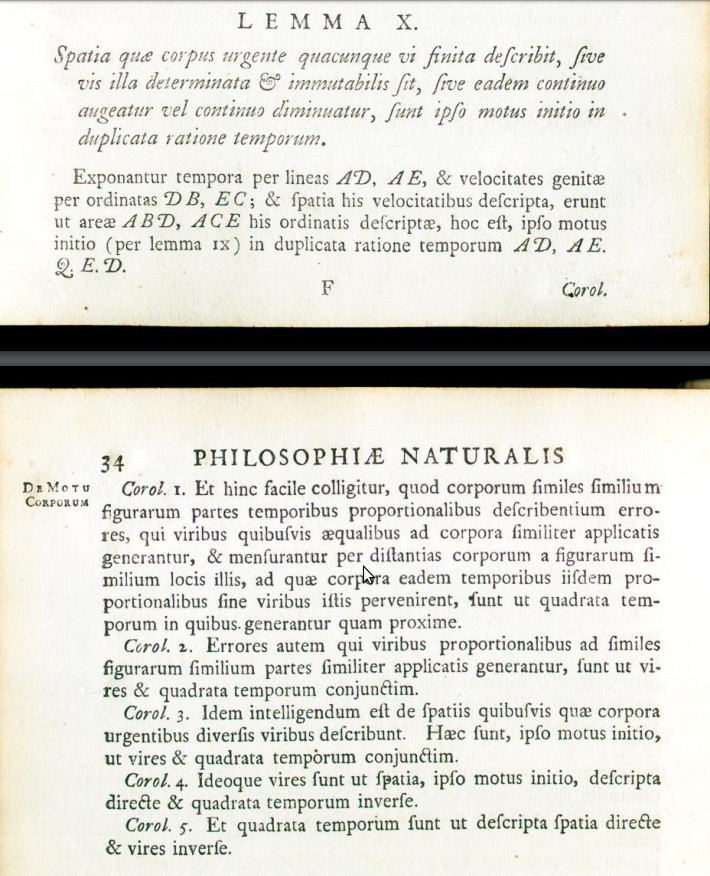 LEMMA X.
Spatia quæ corpus urgente quacunque vi finita deſcribit, ſive
vis illa determinata & immutabilis ſit, ſive eadem continuo
augeatur vel continuo diminuatur, ſunt ipſo motus initio in
duplicata ratione temporum.
Exponantur tempora per lineas AD, AE, & velocitates genitæ
per ordinatas DB, EC; & ſpatia his velocitatibus deſcripta, erunt
ut areæ ABD, ACE his ordinatis deſcriptæ, hoc eſt, ipſo motus
initio (per lemma IX) in duplicata ratione temporum AD, AE.
Q. E. D.
F Corol.
34 PHILOSOPHIÆ NATURALIS
DE MOTU
CORPORUM
Corol. 1. Et hinc facile colligitur, quod corporum ſimiles ſimilium
figurarum partes temporibus proportionalibus deſcribentium erro-
res, qui viribus quibuſvis æqualibus ad corpora ſimiliter applicatis
generantur, & menſurantur per diſtantias corporum a figurarum ſi-
milium locis illis, ad quæ corpora eadem temporibus iiſdem pro-
portionalibus ſine viribus iſtis pervenirent, ſunt ut quadrata tem-
porum in quibus generantur quam proxime.
Corol. 2. Errores autem qui viribus proportionalibus ad ſimiles
figurarum ſimilium partes ſimiliter applicatis generantur, ſunt ut vi-
res & quadrata temporum conjunctim.
Corol. 3. Idem intelligendum eſt de ſpatiis quibuſvis quæ corpora
urgentibus diverſis viribus deſcribunt. Hæc ſunt, ipſo motus initio,
ut vires & quadrata temporum conjunctim.
Corol. 4. Ideoque vires ſunt ut ſpatia, ipſo motus initio, deſcripta
directe & quadrata temporum inverſe.
Corol. 5. Et quadrata temporum ſunt ut deſcripta ſpatia directe
& vires inverſe.